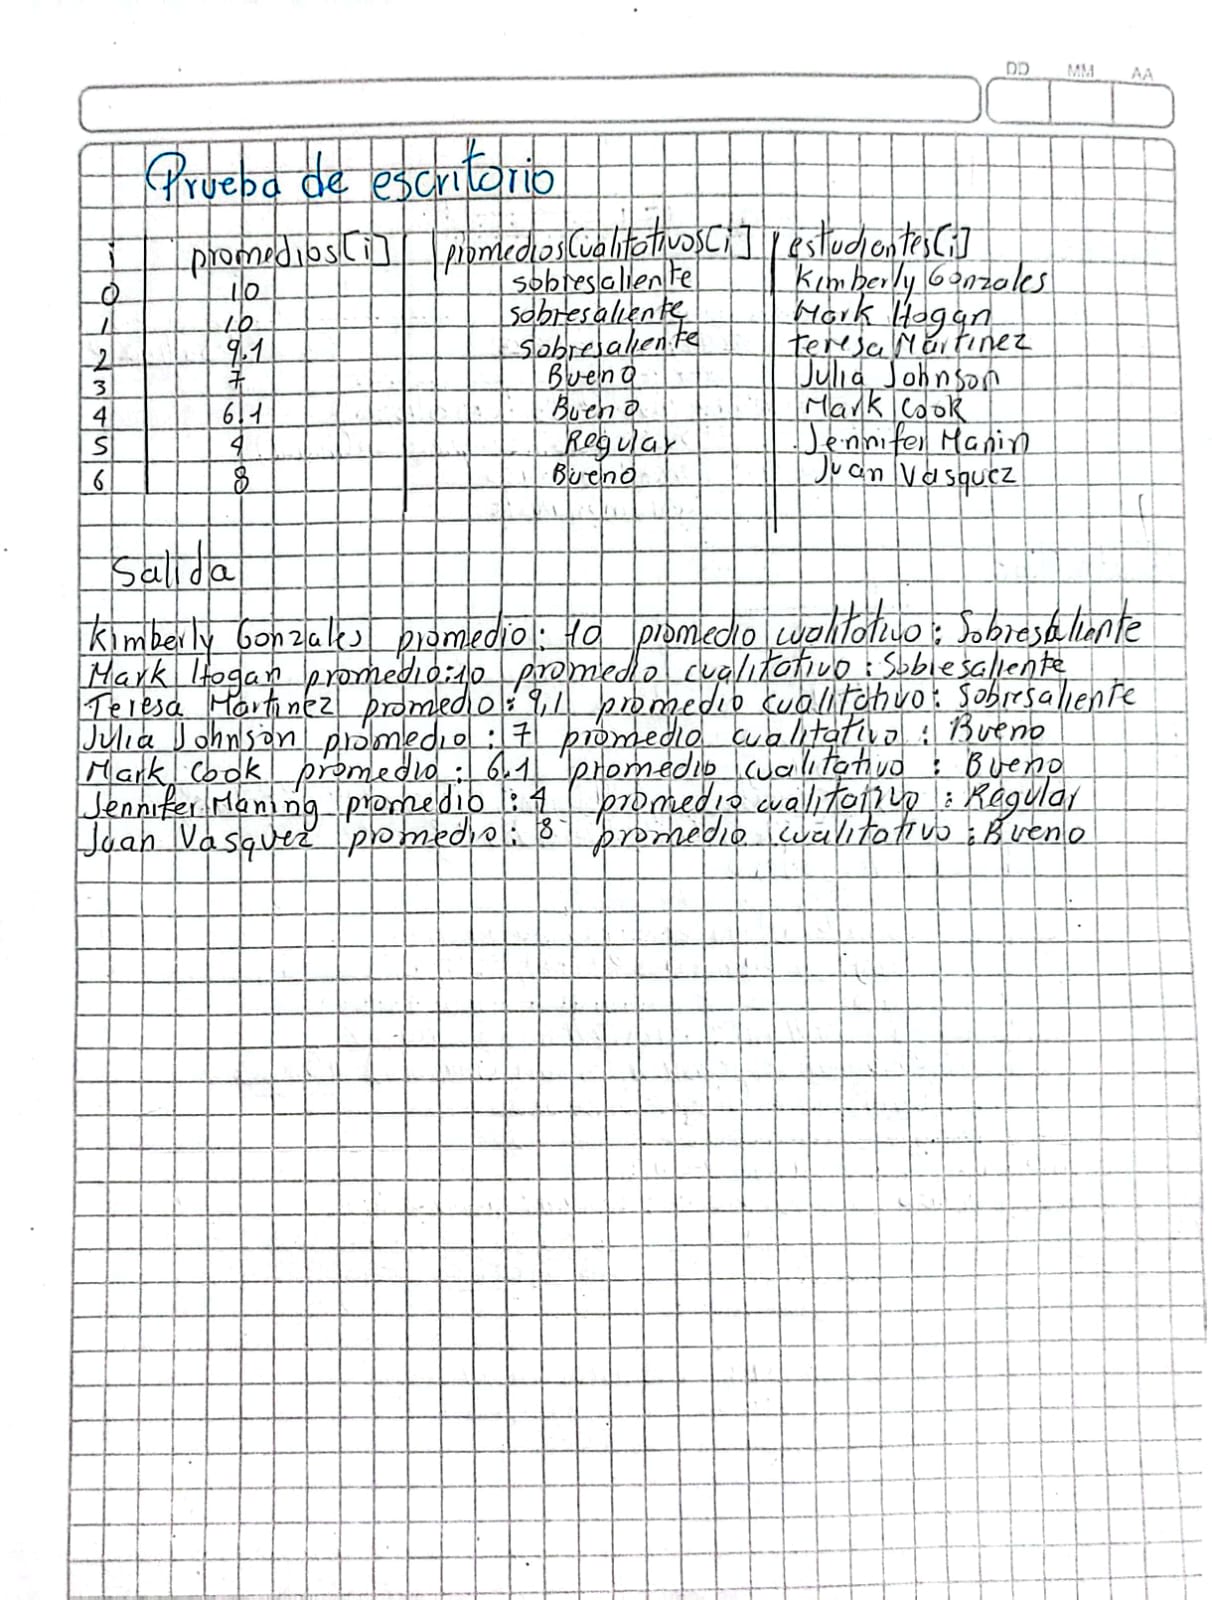 DD MM AA
Prueba de escritorio
i promedios[i] promediosCualitativos[i] estudiantes[i]
0 10 sobresaliente Kimberly Gonzales
1 10 sobresaliente Mark Hogan
2 9.1 sobresaliente teresa Martinez
3 7 Bueno Julia Johnson
4 6.1 Bueno Mark Cook
5 4 Regular Jennifer Manin
6 8 Bueno Juan Vasquez
Salida
Kimberly Gonzales promedio: 10 promedio cualitativo: Sobresaliente
Mark Hogan promedio:10 promedio cualitativo: Sobresaliente
Teresa Martinez promedio: 9,1 promedio cualitativo: Sobresaliente
Julia Johnson promedio: 7 promedio cualitativo: Bueno
Mark Cook promedio: 6.1 promedio cualitativo: Bueno
Jennifer Maning promedio: 4 promedio cualitativo: Regular
Juan Vasquez promedio: 8 promedio cualitativo: Bueno